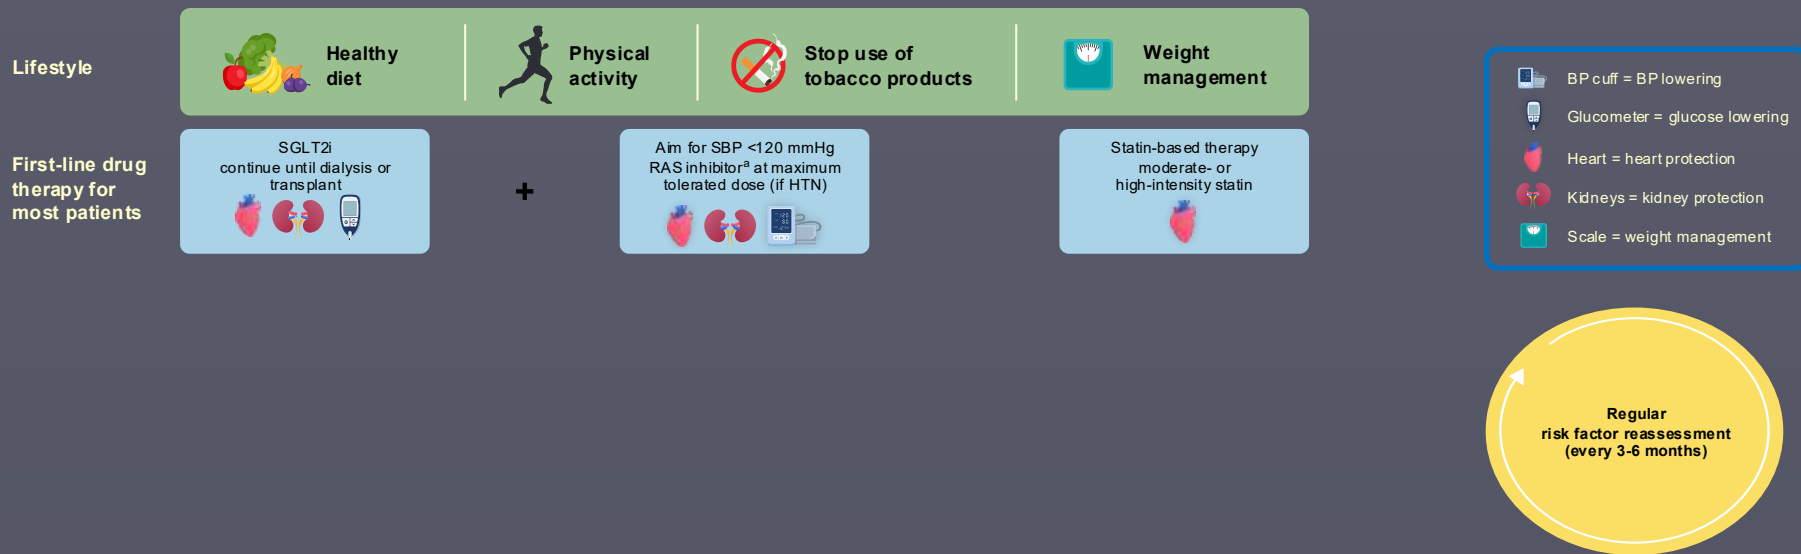 Lifestyle
Healthy
diet
Physical
activity
Stop use of
tobacco products
Weight
management
First-line drug
therapy for
most patients
SGLT2i
continue until dialysis or
transplant
+
Aim for SBP <120 mmHg
RAS inhibitorᵃ at maximum
tolerated dose (if HTN)
Statin-based therapy
moderate- or
high-intensity statin
BP cuff = BP lowering
Glucometer = glucose lowering
Heart = heart protection
Kidneys = kidney protection
Scale = weight management
Regular
risk factor reassessment
(every 3-6 months)